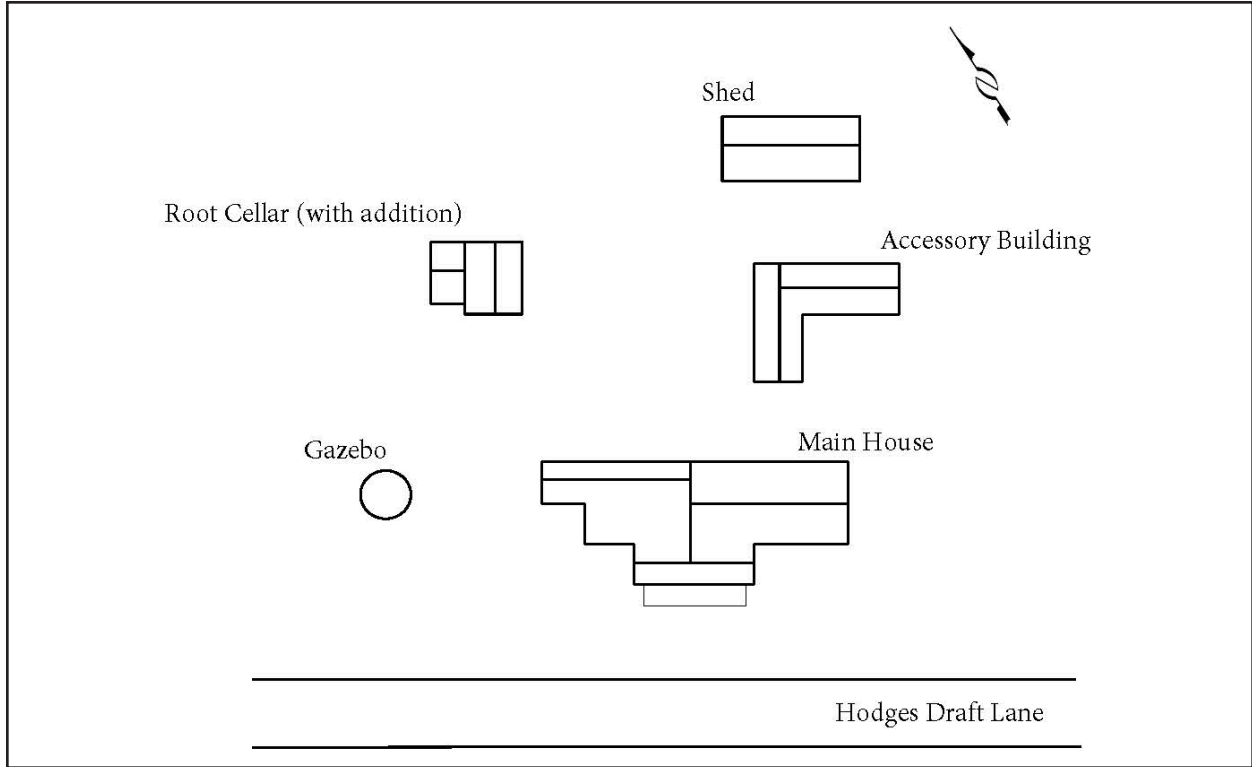 Shed
Root Cellar (with addition)
Accessory Building
Gazebo
Main House
Hodges Draft Lane